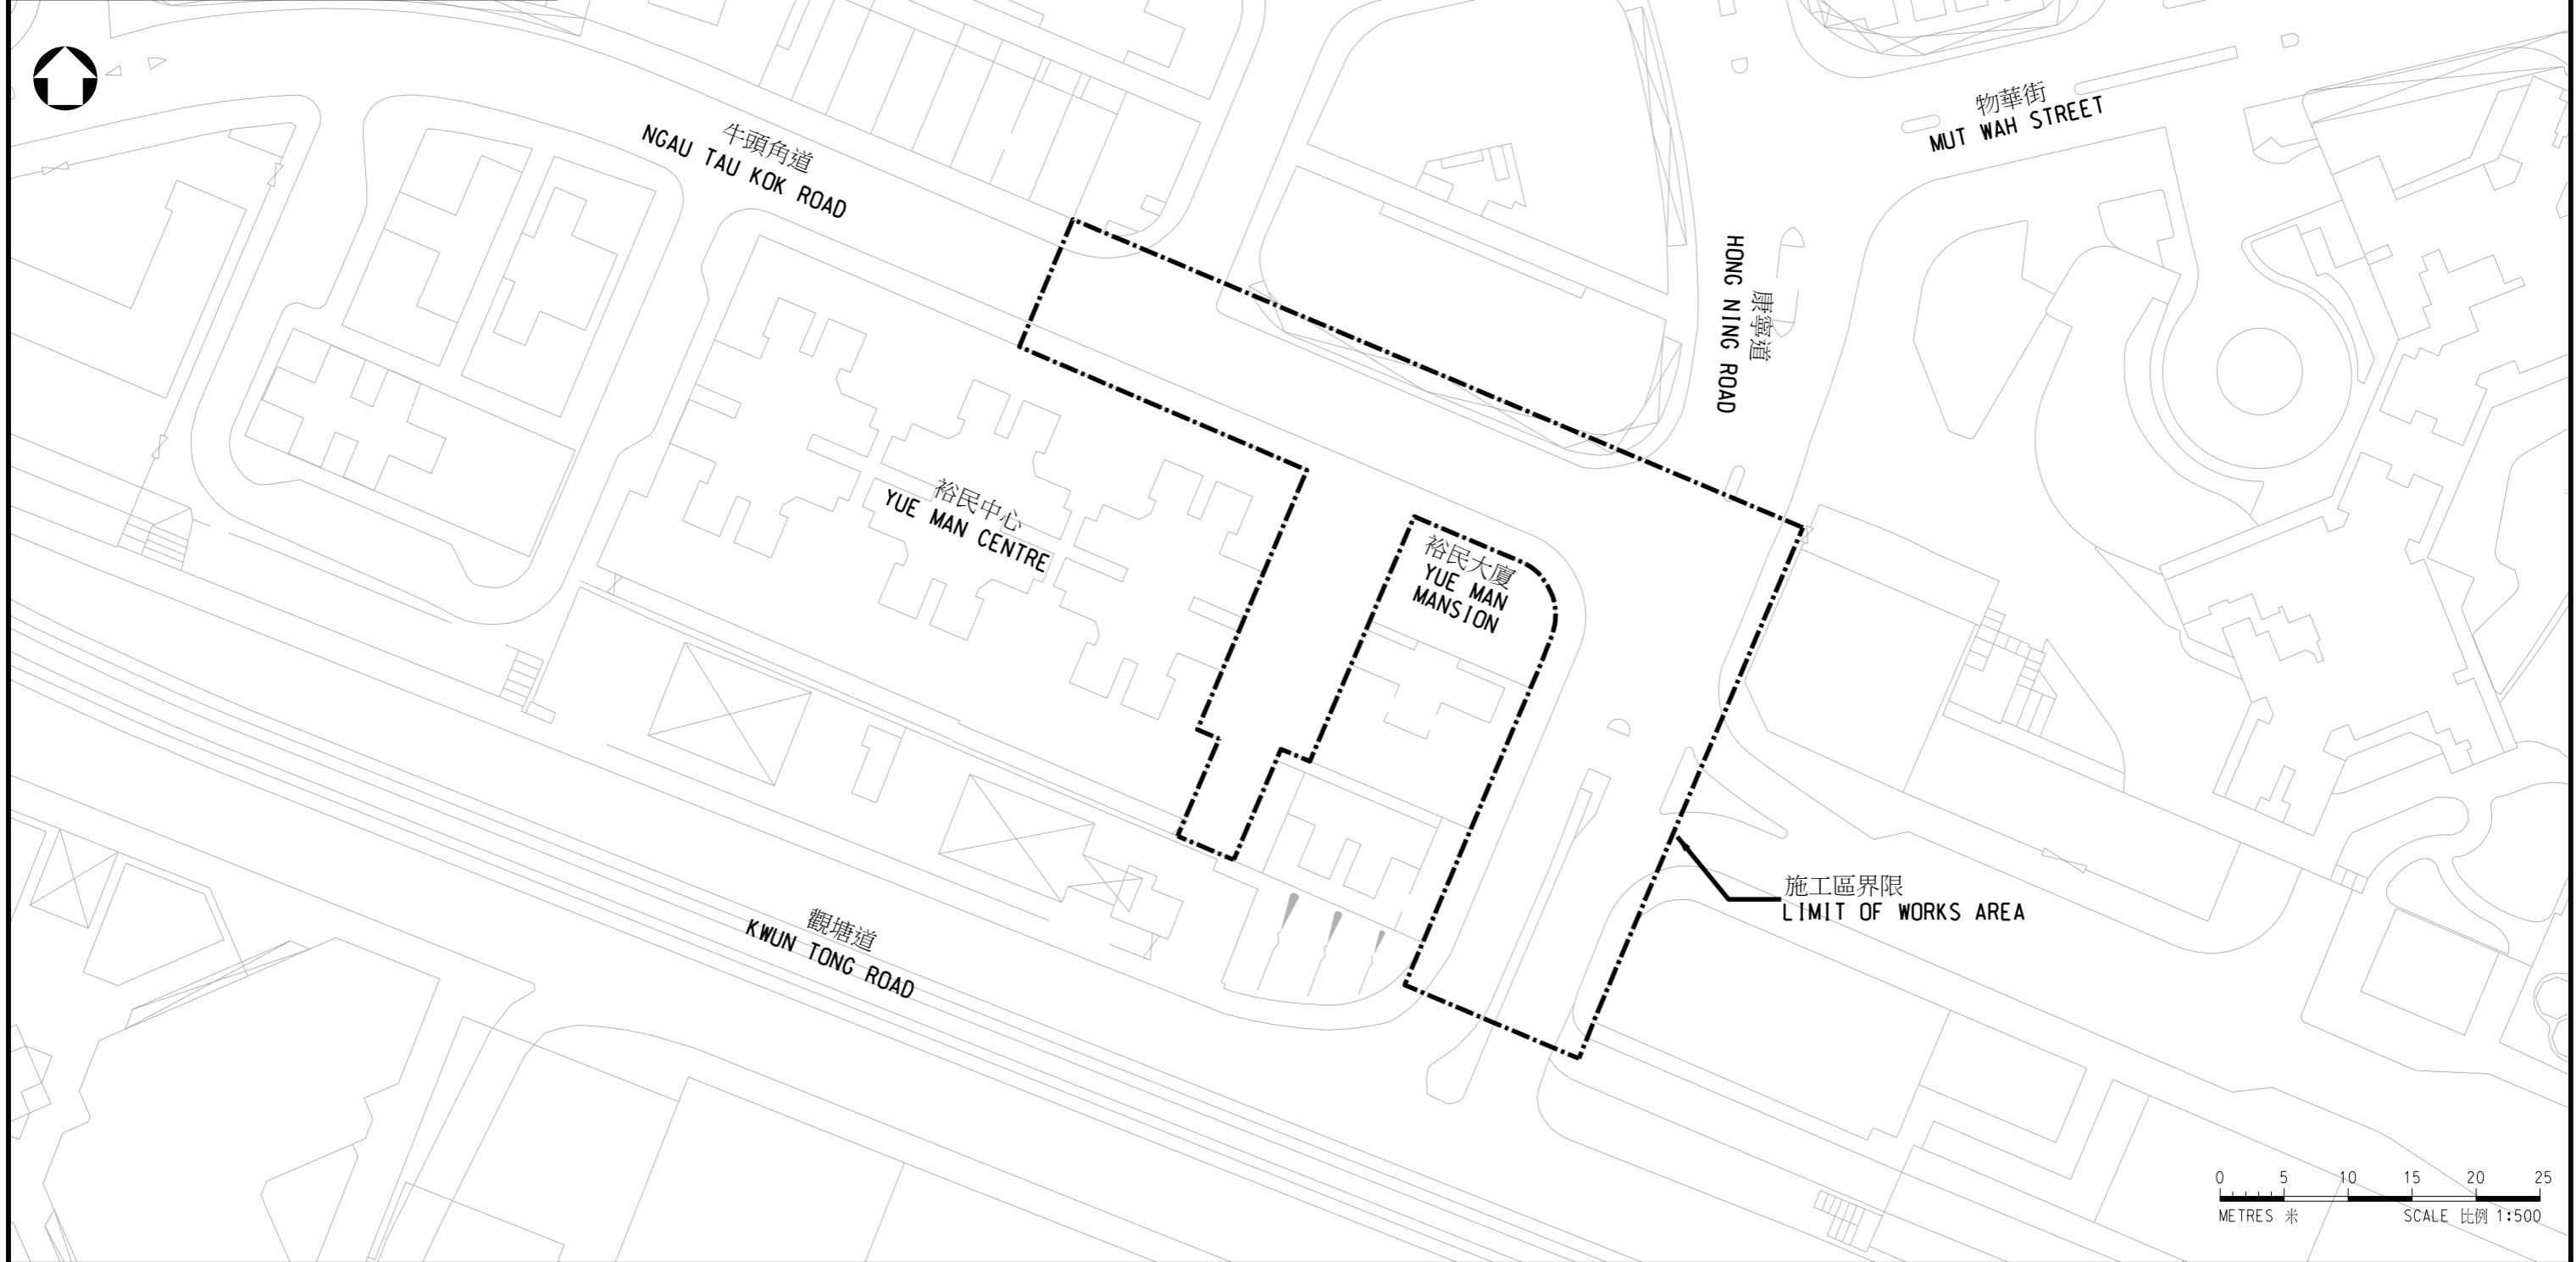 牛頭角道
NGAU TAU KOK ROAD
物華街
MUT WAH STREET
康寧道
HONG NING ROAD
裕民中心
YUE MAN CENTRE
裕民大廈
YUE MAN
MANSION
施工區界限
LIMIT OF WORKS AREA
觀塘道
KWUN TONG ROAD
0 5 10 15 20 25
METRES 米 SCALE 比例 1:500